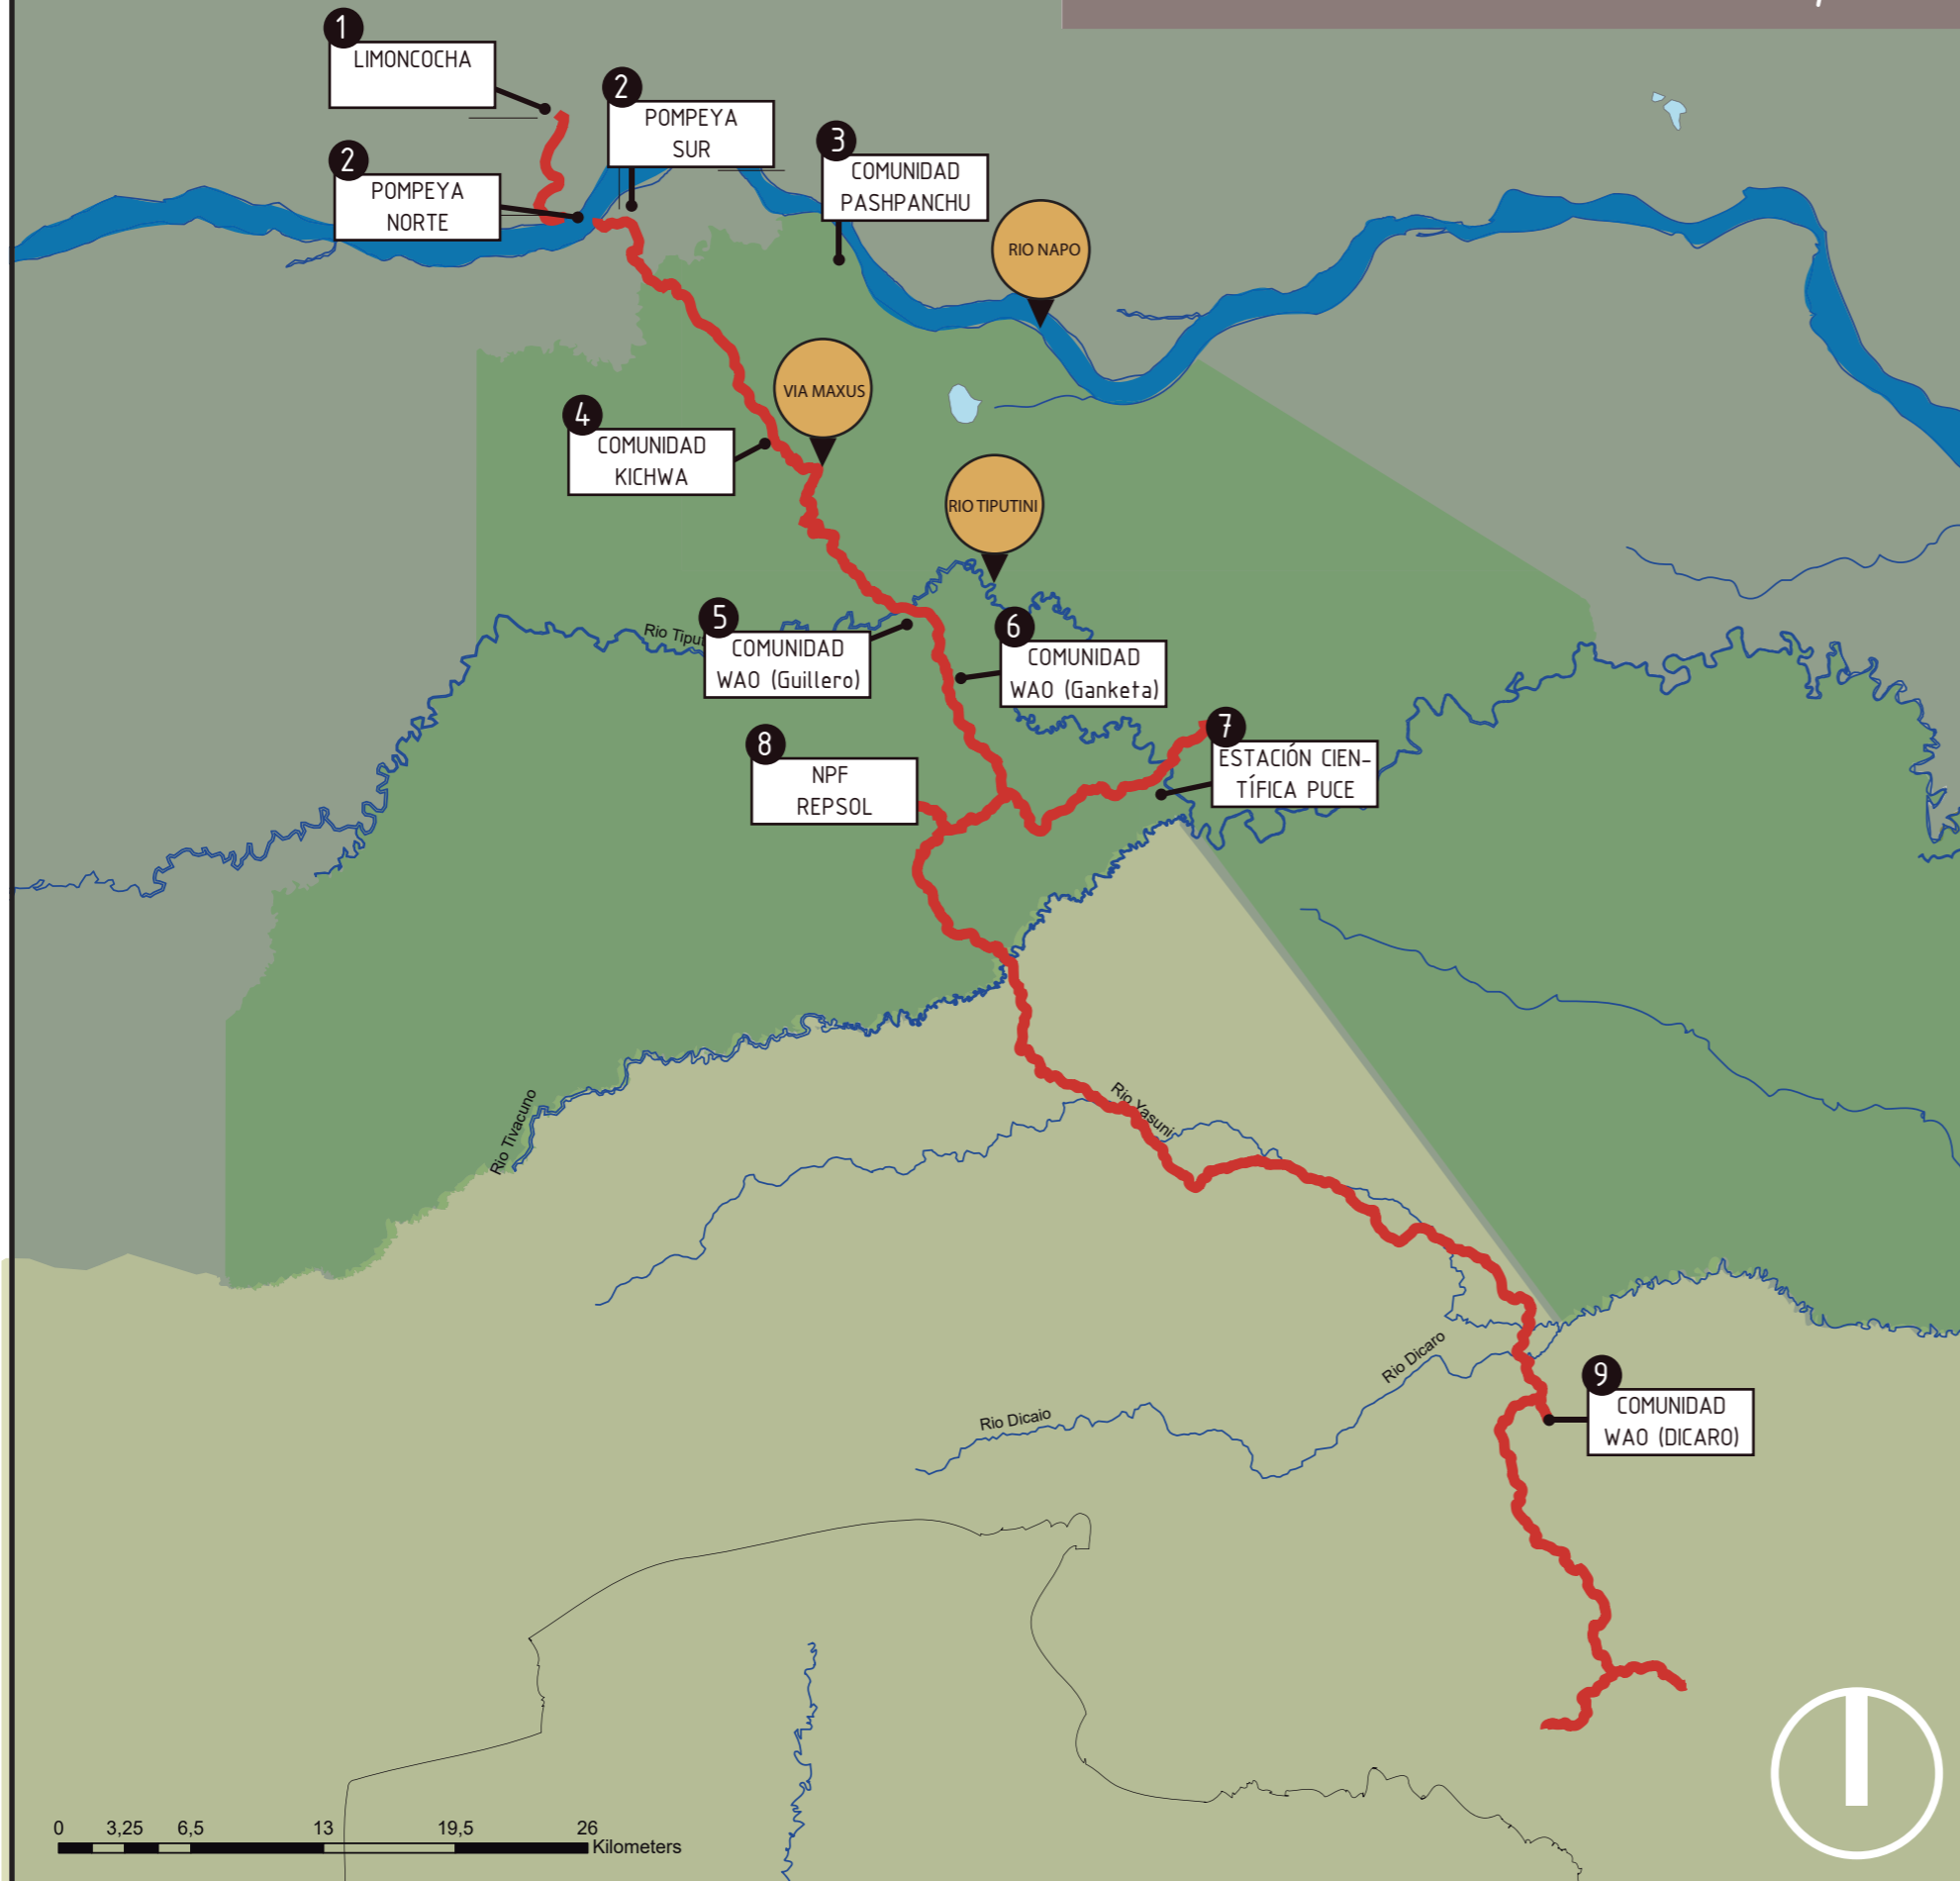 1
LIMONCOCHA
2
POMPEYA
SUR
3
COMUNIDAD
PASHPANCHU
2
POMPEYA
NORTE
RIO NAPO
VIA MAXUS
4
COMUNIDAD
KICHWA
RIO TIPUTINI
5
COMUNIDAD
WAO (Guillero)
6
COMUNIDAD
WAO (Ganketa)
7
ESTACIÓN CIEN-
TÍFICA PUCE
8
NPF
REPSOL
Rio Tivacuno
Rio Yasuni
Rio Dicaro
9
COMUNIDAD
WAO (DICARO)
Rio Dicaio
0 3,25 6,5 13 19,5 26
Kilometers